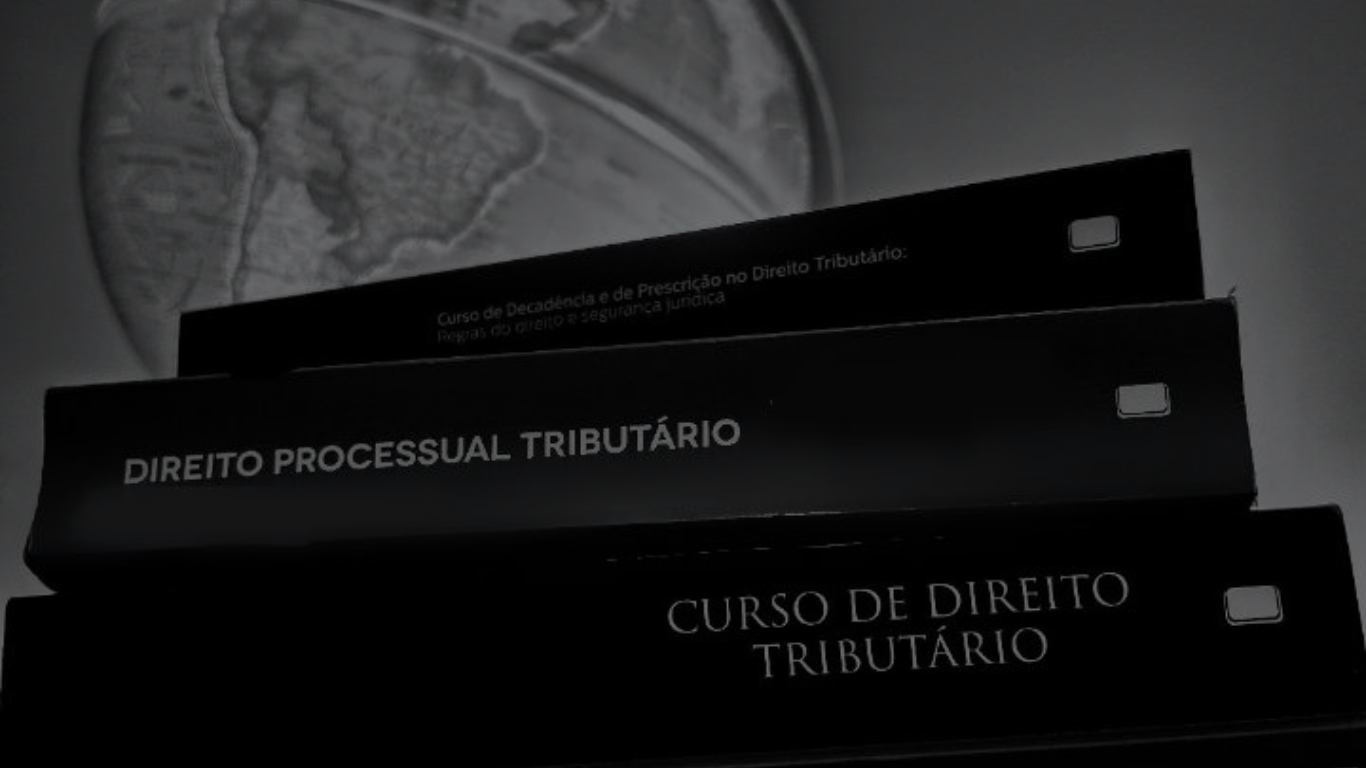 Curso de Decadência e de Prescrição no Direito Tributário:
Regras do direito e segurança jurídica
DIREITO PROCESSUAL TRIBUTÁRIO
CURSO DE DIREITO
TRIBUTÁRIO